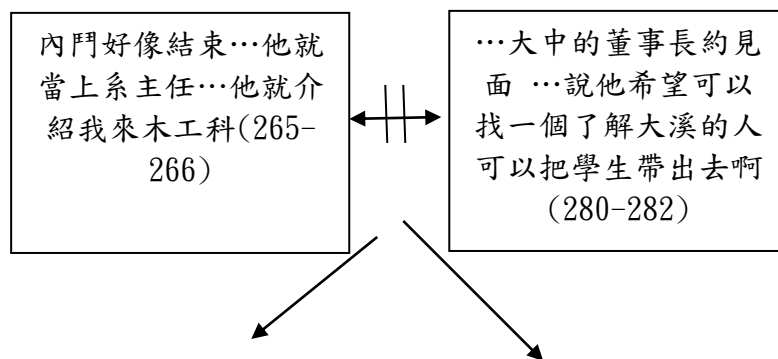 內鬥好像結束…他就
當上系主任…他就介
紹我來木工科(265-
266)
…大中的董事長約見
面 …說他希望可以
找一個了解大溪的人
可以把學生帶出去啊
(280-282)